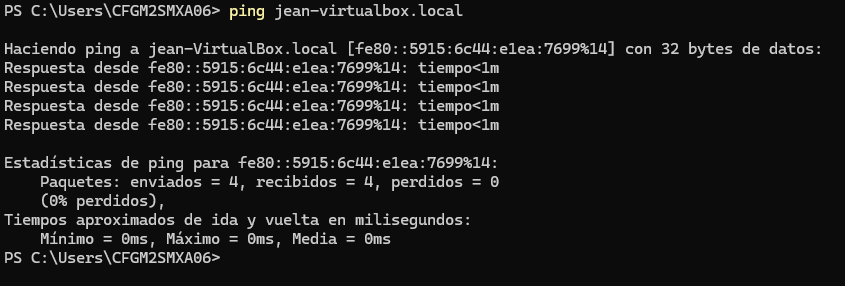 PS C:\Users\CFGM2SMXA06> ping jean-virtualbox.local
Haciendo ping a jean-VirtualBox.local [fe80::5915:6c44:e1ea:7699%14] con 32 bytes de datos:
Respuesta desde fe80::5915:6c44:e1ea:7699%14: tiempo<1m
Respuesta desde fe80::5915:6c44:e1ea:7699%14: tiempo<1m
Respuesta desde fe80::5915:6c44:e1ea:7699%14: tiempo<1m
Respuesta desde fe80::5915:6c44:e1ea:7699%14: tiempo<1m
Estadísticas de ping para fe80::5915:6c44:e1ea:7699%14:
Paquetes: enviados = 4, recibidos = 4, perdidos = 0
(0% perdidos),
Tiempos aproximados de ida y vuelta en milisegundos:
Mínimo = 0ms, Máximo = 0ms, Media = 0ms
PS C:\Users\CFGM2SMXA06>